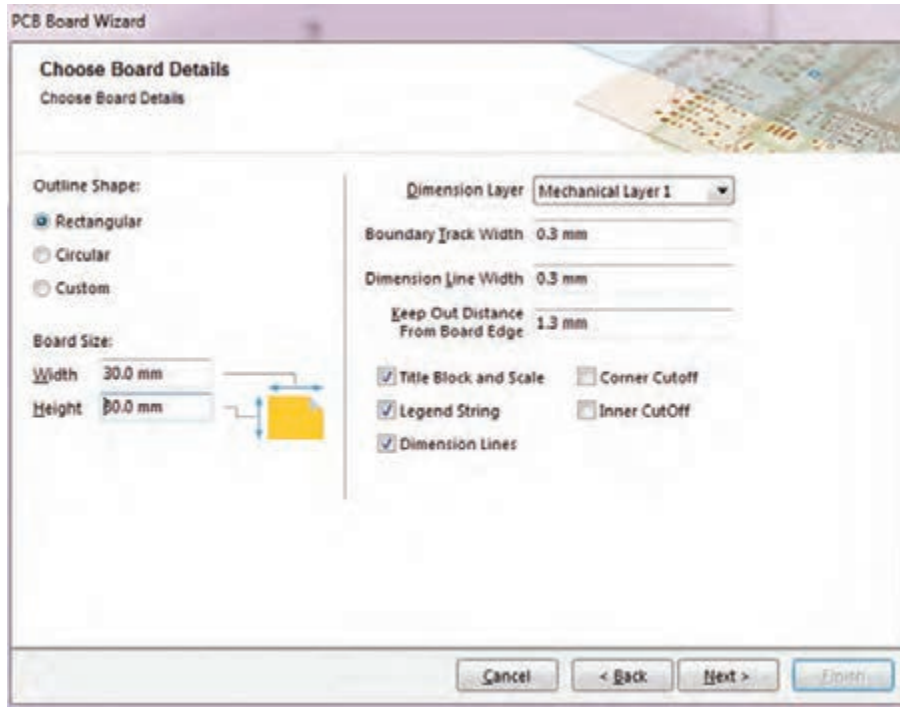 PCB Board Wizard
Choose Board Details
Choose Board Details
Outline Shape:
Rectangular
Circular
Custom
Board Size:
Width 30.0 mm
Height 30.0 mm
Dimension Layer Mechanical Layer 1
Boundary Track Width 0.3 mm
Dimension Line Width 0.3 mm
Keep Out Distance
From Board Edge 1.3 mm
Title Block and Scale Corner Cutoff
Legend String Inner CutOff
Dimension Lines
Cancel < Back Next > Finish